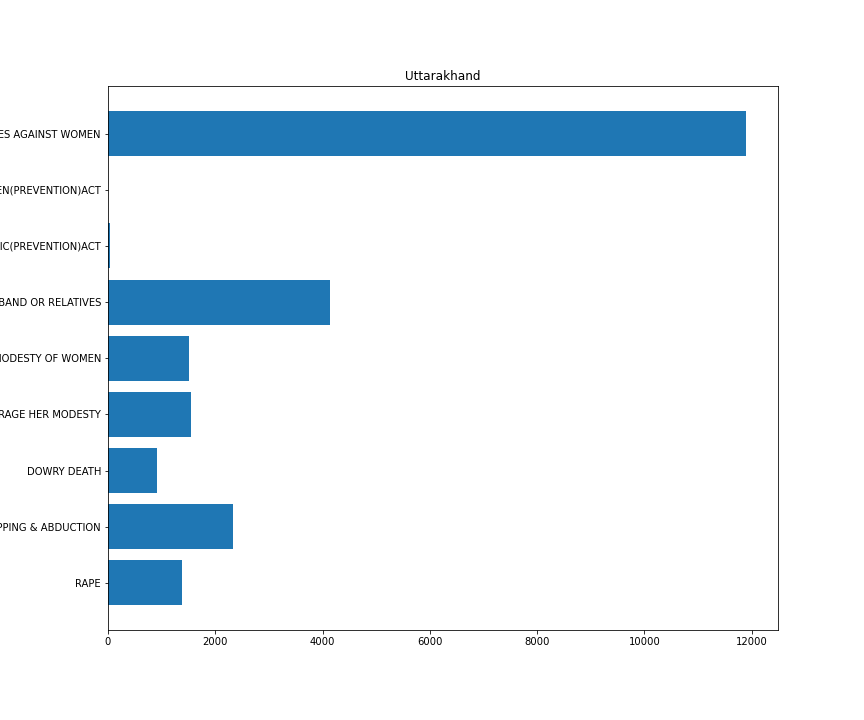 Uttarakhand
ES AGAINST WOMEN
EN(PREVENTION)ACT
IC(PREVENTION)ACT
BAND OR RELATIVES
MODESTY OF WOMEN
RAGE HER MODESTY
DOWRY DEATH
PPING & ABDUCTION
RAPE
0 2000 4000 6000 8000 10000 12000